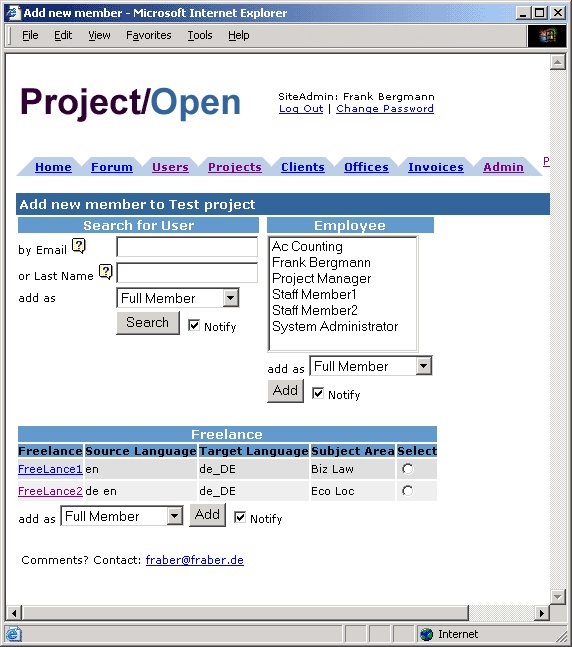 Add new member - Microsoft Internet Explorer
File Edit View Favorites Tools Help
Project/Open
SiteAdmin: Frank Bergmann
Log Out | Change Password
P
Home Forum Users Projects Clients Offices Invoices Admin
Add new member to Test project
Search for User
by Email ?
or Last Name ?
add as Full Member
Search Notify
Employee
Ac Counting
Frank Bergmann
Project Manager
Staff Member1
Staff Member2
System Administrator
add as Full Member
Add Notify
Freelance
Freelance Source Language Target Language Subject Area Select
FreeLance1 en de_DE Biz Law
FreeLance2 de en de_DE Eco Loc
add as Full Member Add Notify
Comments? Contact: fraber@fraber.de
Internet